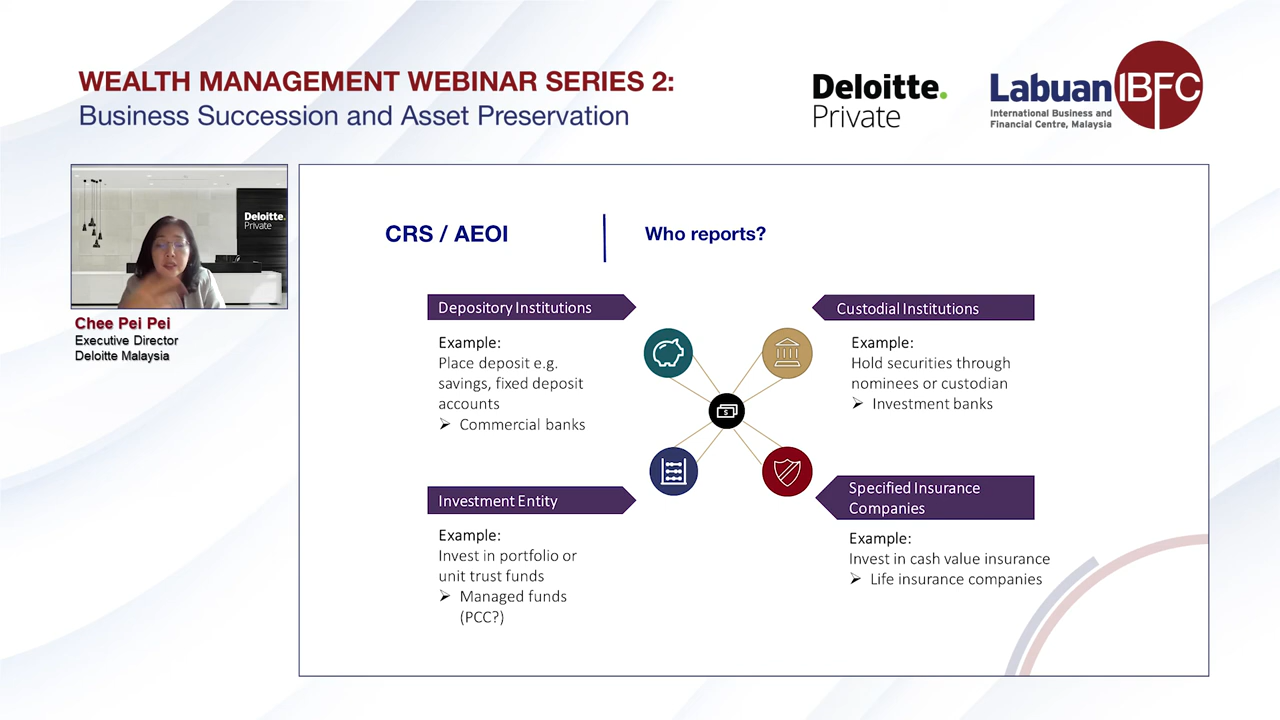 WEALTH MANAGEMENT WEBINAR SERIES 2:
Business Succession and Asset Preservation
Deloitte.
Private
Labuan IBFC
International Business and
Financial Centre, Malaysia
Deloitte.
Private
Chee Pei Pei
Executive Director
Deloitte Malaysia
CRS / AEOI
Who reports?
Depository Institutions
Example:
Place deposit e.g.
savings, fixed deposit
accounts
➢ Commercial banks
Custodial Institutions
Example:
Hold securities through
nominees or custodian
➢ Investment banks
$
Investment Entity
Example:
Invest in portfolio or
unit trust funds
➢ Managed funds
(PCC?)
Specified Insurance
Companies
Example:
Invest in cash value insurance
➢ Life insurance companies